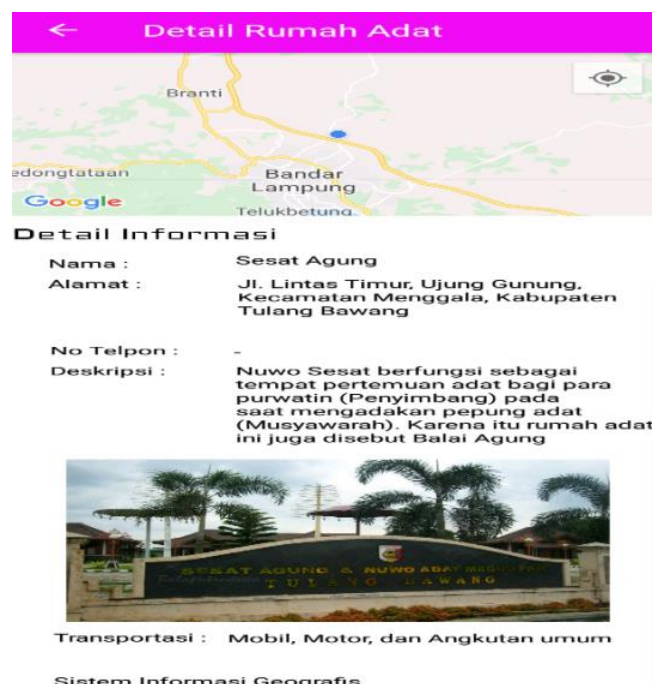 Detail Rumah Adat
Branti
edongtataan
Bandar
Lampung
Google
Telukbetung
Detail Informasi
Nama : Sesat Agung
Alamat : Jl. Lintas Timur, Ujung Gunung,
Kecamatan Menggala, Kabupaten
Tulang Bawang
No Telpon : -
Deskripsi : Nuwo Sesat berfungsi sebagai
tempat pertemuan adat bagi para
purwatin (Penyimbang) pada
saat mengadakan pepung adat
(Musyawarah). Karena itu rumah adat
ini juga disebut Balai Agung
SESAT AGUNG & NUWO ADAT
TULANG BAWANG
Transportasi : Mobil, Motor, dan Angkutan umum
Sistem Informasi Geografis